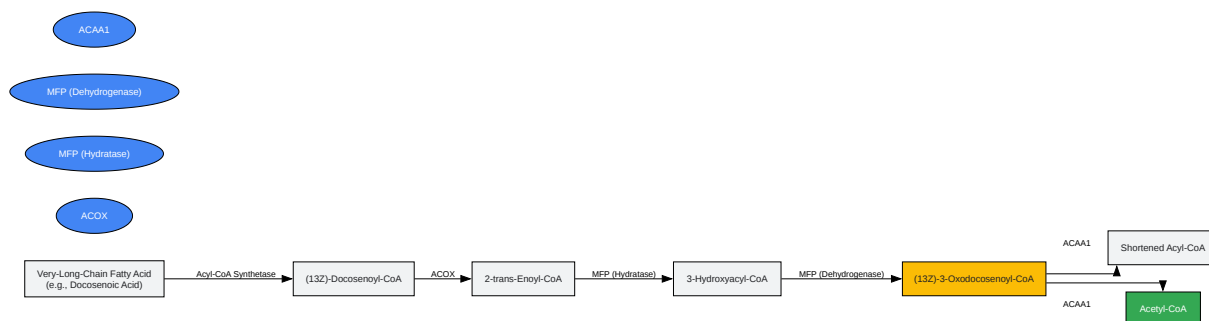 ACAA1
MFP (Dehydrogenase)
MFP (Hydratase)
ACOX
Very-Long-Chain Fatty Acid
(e.g., Docosenoic Acid)
Acyl-CoA Synthetase
(13Z)-Docosenoyl-CoA
ACOX
2-trans-Enoyl-CoA
MFP (Hydratase)
3-Hydroxyacyl-CoA
MFP (Dehydrogenase)
(13Z)-3-Oxodocosenoyl-CoA
ACAA1
Shortened Acyl-CoA
ACAA1
Acetyl-CoA